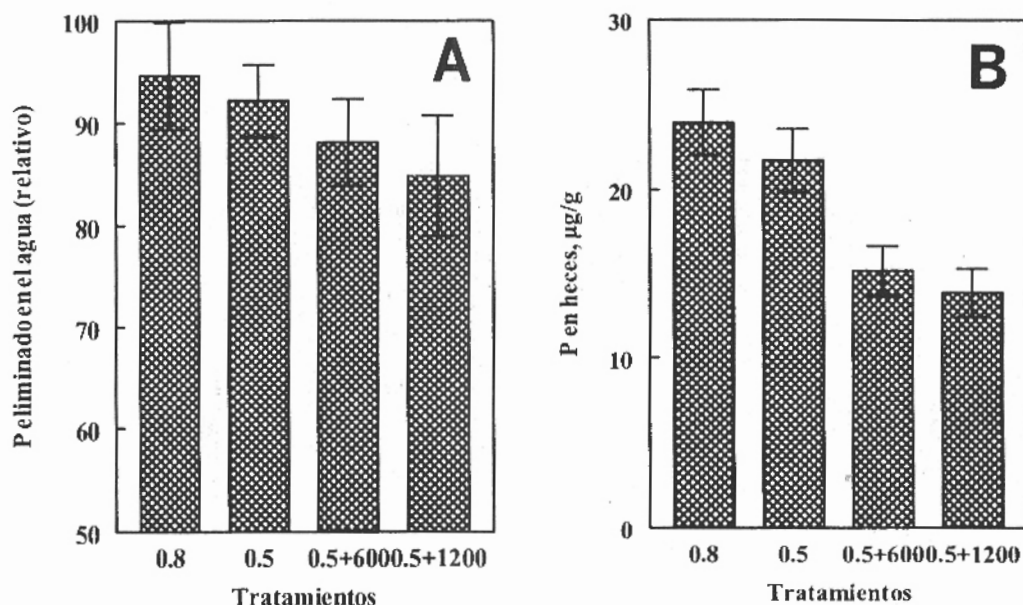 A
P eliminado en el agua (relativo)
100
90
80
70
60
50
0.8 0.5 0.5+600 0.5+1200
Tratamientos
B
P en heces, µg/g
30
20
10
0
0.8 0.5 0.5+600 0.5+1200
Tratamientos